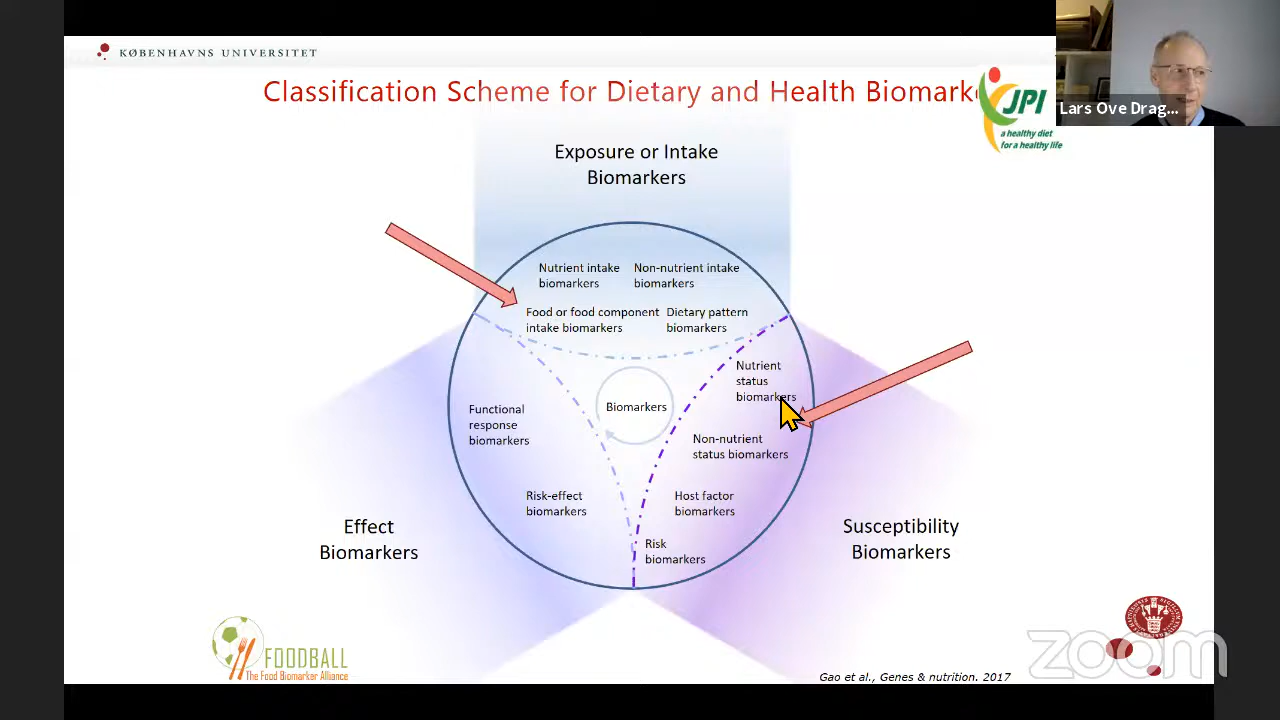 KØBENHAVNS UNIVERSITET
Classification Scheme for Dietary and Health Biomark
JPI
a healthy diet
for a healthy life
Lars Ove Drag...
Exposure or Intake
Biomarkers
Nutrient intake
biomarkers
Non-nutrient intake
biomarkers
Food or food component
intake biomarkers
Dietary pattern
biomarkers
Nutrient
status
biomarkers
Biomarkers
Functional
response
biomarkers
Non-nutrient
status biomarkers
Risk-effect
biomarkers
Host factor
biomarkers
Risk
biomarkers
Effect
Biomarkers
Susceptibility
Biomarkers
FOODBALL
The Food Biomarker Alliance
zoom
Gao et al., Genes & nutrition. 2017